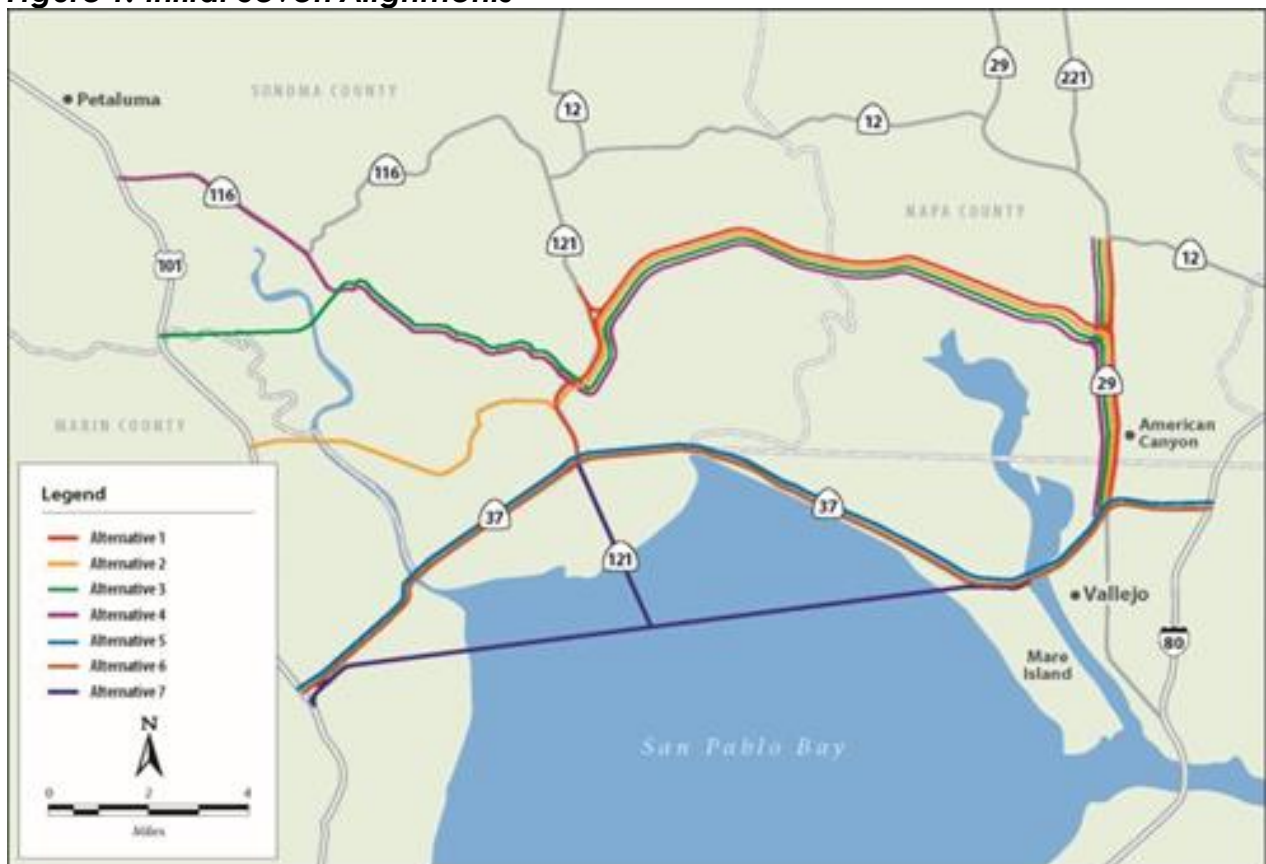 Figure 1: Initial Seven Alignments
Petaluma
SONOMA COUNTY
29
221
12
12
116
116
121
NAPA COUNTY
101
12
29
MARIN COUNTY
American
Canyon
37
37
121
Vallejo
80
Mare
Island
San Pablo Bay
Legend
Alternative 1
Alternative 2
Alternative 3
Alternative 4
Alternative 5
Alternative 6
Alternative 7
N
0 2 4
Miles